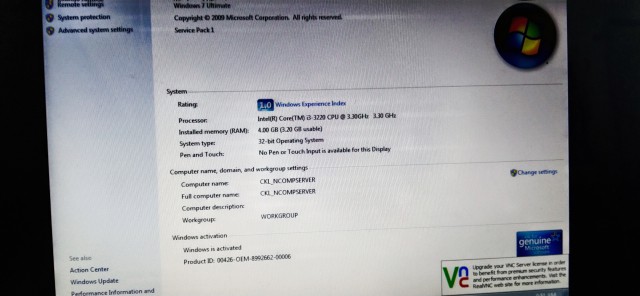 Remote settings
System protection
Advanced system settings
Windows 7 Ultimate
Copyright © 2009 Microsoft Corporation. All rights reserved.
Service Pack 1
System
Rating: 1.0 Windows Experience Index
Processor: Intel(R) Core(TM) i3-3220 CPU @ 3.30GHz 3.30 GHz
Installed memory (RAM): 4.00 GB (3.20 GB usable)
System type: 32-bit Operating System
Pen and Touch: No Pen or Touch Input is available for this Display
Computer name, domain, and workgroup settings
Computer name: CKL_NCOMPSERVER
Change settings
Full computer name: CKL_NCOMPSERVER
Computer description:
Workgroup: WORKGROUP
Windows activation
Windows is activated
Product ID: 00426-OEM-8992662-00006
genuine
Microsoft
See also
Action Center
Windows Update
Performance Information and
VNC
Upgrade your VNC Server license in order
to benefit from premium security features
and performance enhancements. Visit the
RealVNC web site for more information.